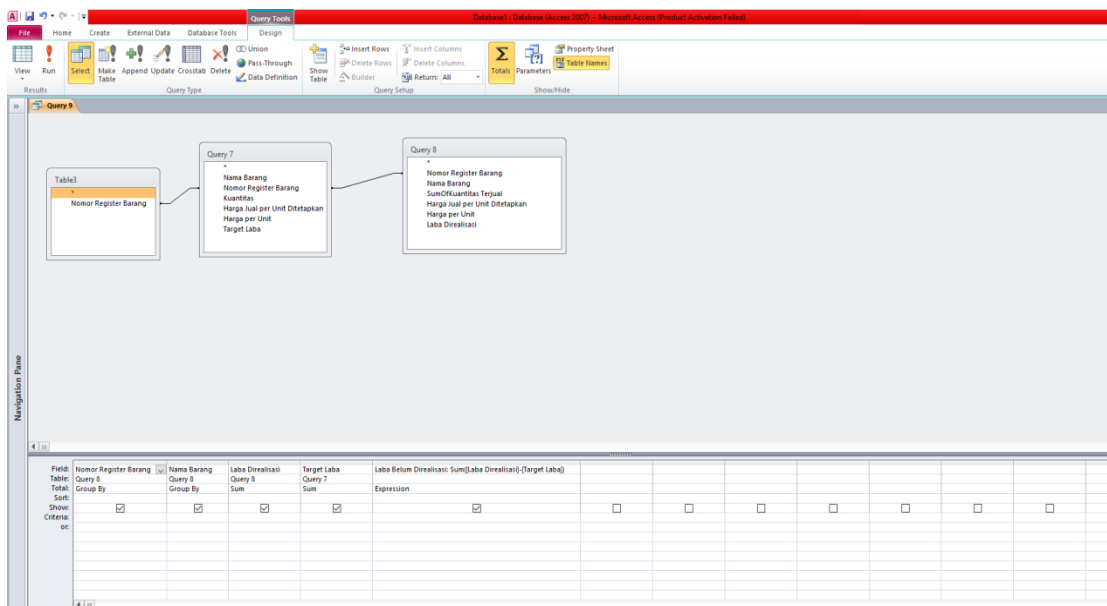 Query Tools
Database1 : Database (Access 2007) - Microsoft Access (Product Activation Failed)
File Home Create External Data Database Tools Design
View
Run
Select
Make Table
Append
Update
Crosstab
Delete
Union
Pass-Through
Data Definition
Show Table
Insert Rows
Delete Rows
Builder
Insert Columns
Delete Columns
Return: All
Totals
Parameters
Property Sheet
Table Names
Results Query Type Query Setup Show/Hide
Query 9
Navigation Pane
Table3
*
Nomor Register Barang
Query 7
*
Nama Barang
Nomor Register Barang
Kuantitas
Harga Jual per Unit Ditetapkan
Harga per Unit
Target Laba
Query 8
*
Nomor Register Barang
Nama Barang
SumOfKuantitas Terjual
Harga Jual per Unit Ditetapkan
Harga per Unit
Laba Direalisasi
Field: Nomor Register Barang Nama Barang Laba Direalisasi Target Laba Laba Belum Direalisasi: Sum([Laba Direalisasi]-[Target Laba])
Table: Query 8 Query 8 Query 8 Query 7
Total: Group By Group By Sum Sum Expression
Sort:
Show:
Criteria:
or: